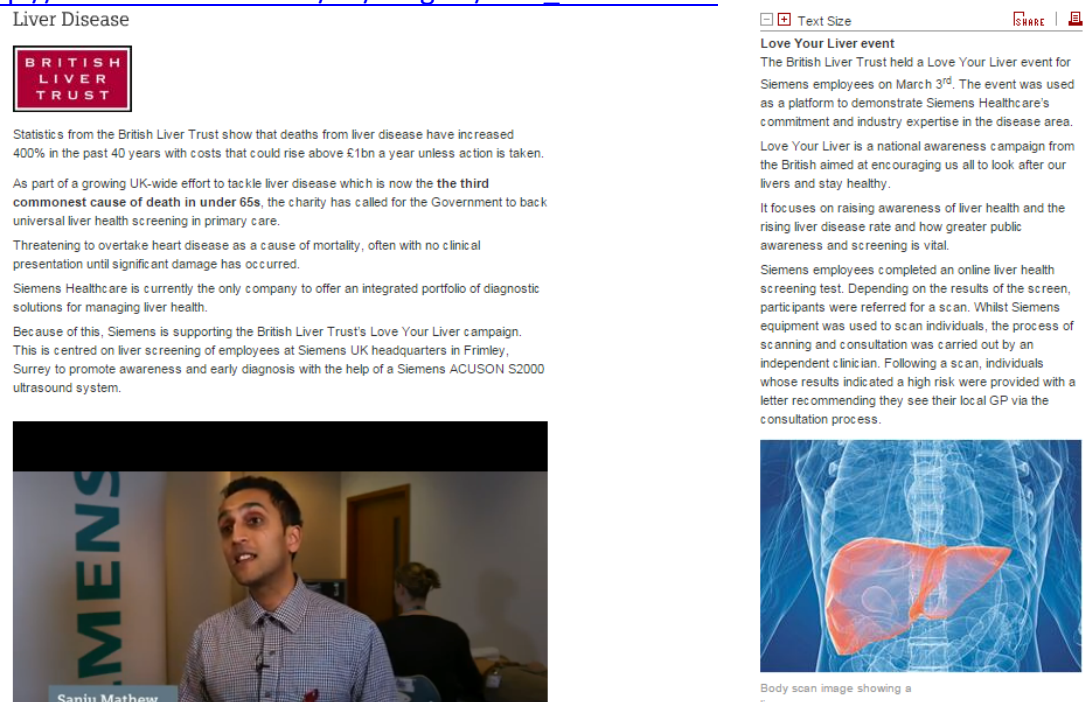 Liver Disease
BRITISH
LIVER
TRUST
Statistics from the British Liver Trust show that deaths from liver disease have increased
400% in the past 40 years with costs that could rise above £1bn a year unless action is taken.
As part of a growing UK-wide effort to tackle liver disease which is now the the third
commonest cause of death in under 65s, the charity has called for the Government to back
universal liver health screening in primary care.
Threatening to overtake heart disease as a cause of mortality, often with no clinical
presentation until significant damage has occurred.
Siemens Healthcare is currently the only company to offer an integrated portfolio of diagnostic
solutions for managing liver health.
Because of this, Siemens is supporting the British Liver Trust's Love Your Liver campaign.
This is centred on liver screening of employees at Siemens UK headquarters in Frimley,
Surrey to promote awareness and early diagnosis with the help of a Siemens ACUSON S2000
ultrasound system.
EMENS
Sanju Mathew
Text Size
SHARE
Love Your Liver event
The British Liver Trust held a Love Your Liver event for
Siemens employees on March 3rd. The event was used
as a platform to demonstrate Siemens Healthcare's
commitment and industry expertise in the disease area.
Love Your Liver is a national awareness campaign from
the British aimed at encouraging us all to look after our
livers and stay healthy.
It focuses on raising awareness of liver health and the
rising liver disease rate and how greater public
awareness and screening is vital.
Siemens employees completed an online liver health
screening test. Depending on the results of the screen,
participants were referred for a scan. Whilst Siemens
equipment was used to scan individuals, the process of
scanning and consultation was carried out by an
independent clinician. Following a scan, individuals
whose results indicated a high risk were provided with a
letter recommending they see their local GP via the
consultation process.
Body scan image showing a